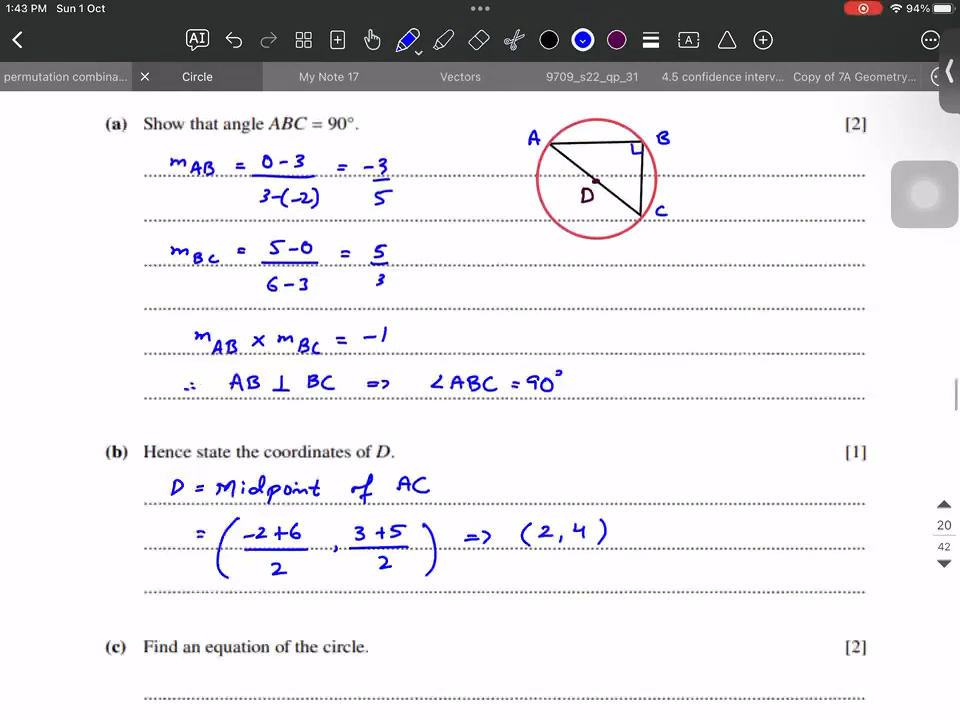 1:43 PM Sun 1 Oct
94%
AI
A
permutation combina...
Circle
My Note 17
Vectors
9709_s22_qp_31
4.5 confidence interv...
Copy of 7A Geometry...
(a) Show that angle ABC = 90°. [2]
A B
D
C
m_AB = (0 - 3)/(3-(-2)) = -3/5
m_BC = (5 - 0)/(6 - 3) = 5/3
m_AB × m_BC = -1
∴ AB ⊥ BC => ∠ABC = 90°
(b) Hence state the coordinates of D. [1]
D = Midpoint of AC
= ((-2+6)/2 , (3+5)/2) => (2, 4)
20
42
(c) Find an equation of the circle. [2]